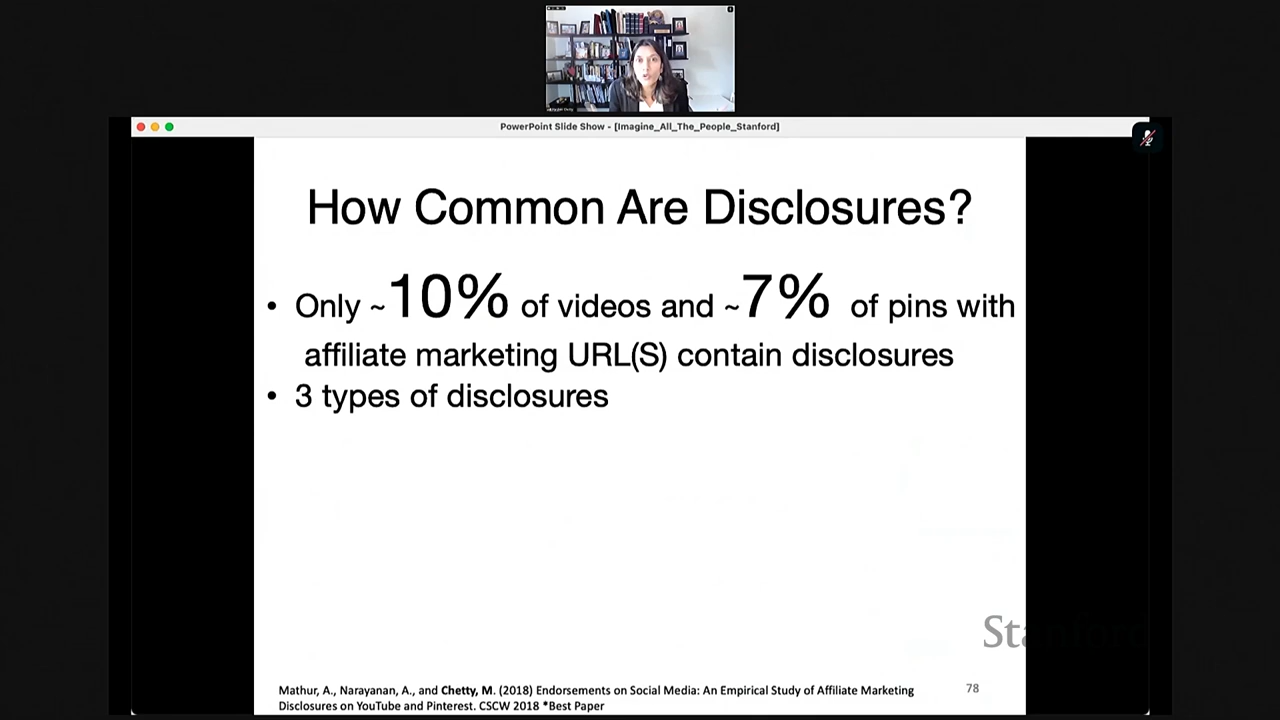 PowerPoint Slide Show - [Imagine_All_The_People_Stanford]
How Common Are Disclosures?
• Only ~10% of videos and ~7% of pins with
affiliate marketing URL(S) contain disclosures
• 3 types of disclosures
Stanford
Mathur, A., Narayanan, A., and Chetty, M. (2018) Endorsements on Social Media: An Empirical Study of Affiliate Marketing
Disclosures on YouTube and Pinterest. CSCW 2018 *Best Paper
78